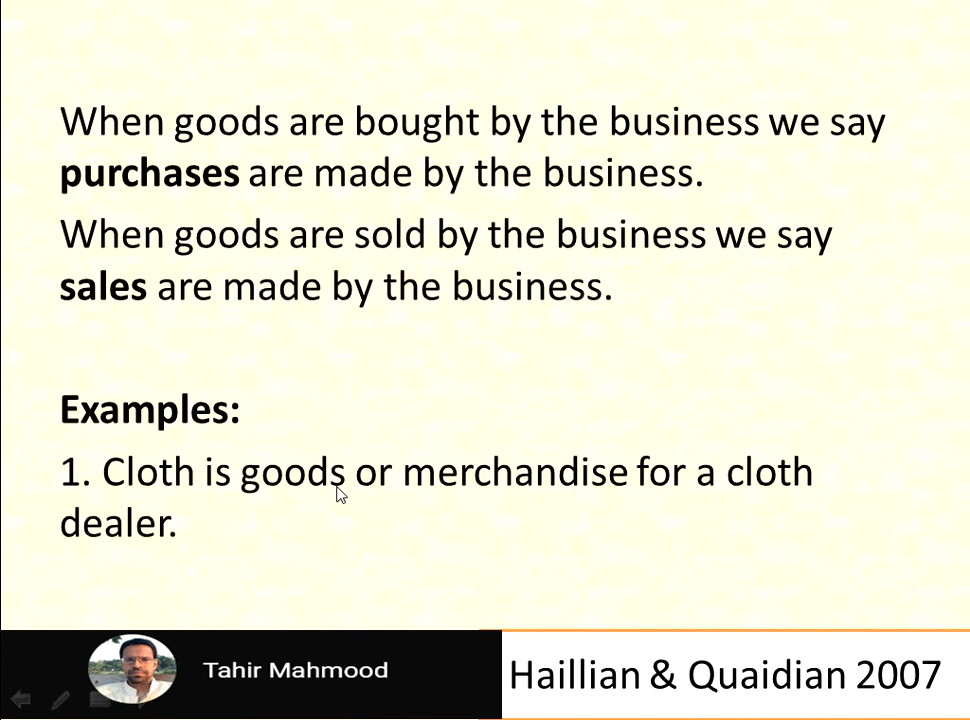 When goods are bought by the business we say
purchases are made by the business.
When goods are sold by the business we say
sales are made by the business.
Examples:
1. Cloth is goods or merchandise for a cloth
dealer.
Tahir Mahmood
Haillian & Quaidian 2007